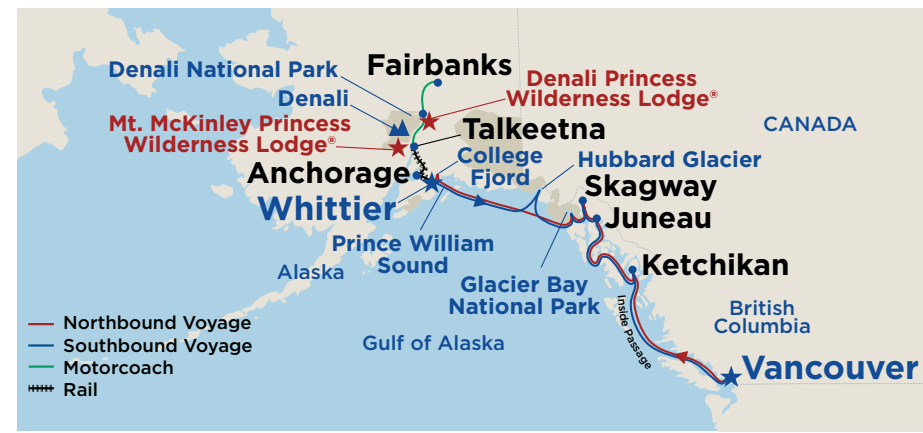 Fairbanks
Denali National Park
Denali Princess
Wilderness Lodge®
Denali
Mt. McKinley Princess
Wilderness Lodge®
Talkeetna
CANADA
College
Fjord
Hubbard Glacier
Anchorage
Skagway
Whittier
Juneau
Prince William
Sound
Alaska
Glacier Bay
National Park
Ketchikan
Inside Passage
British
Columbia
Gulf of Alaska
Vancouver
Northbound Voyage
Southbound Voyage
Motorcoach
Rail